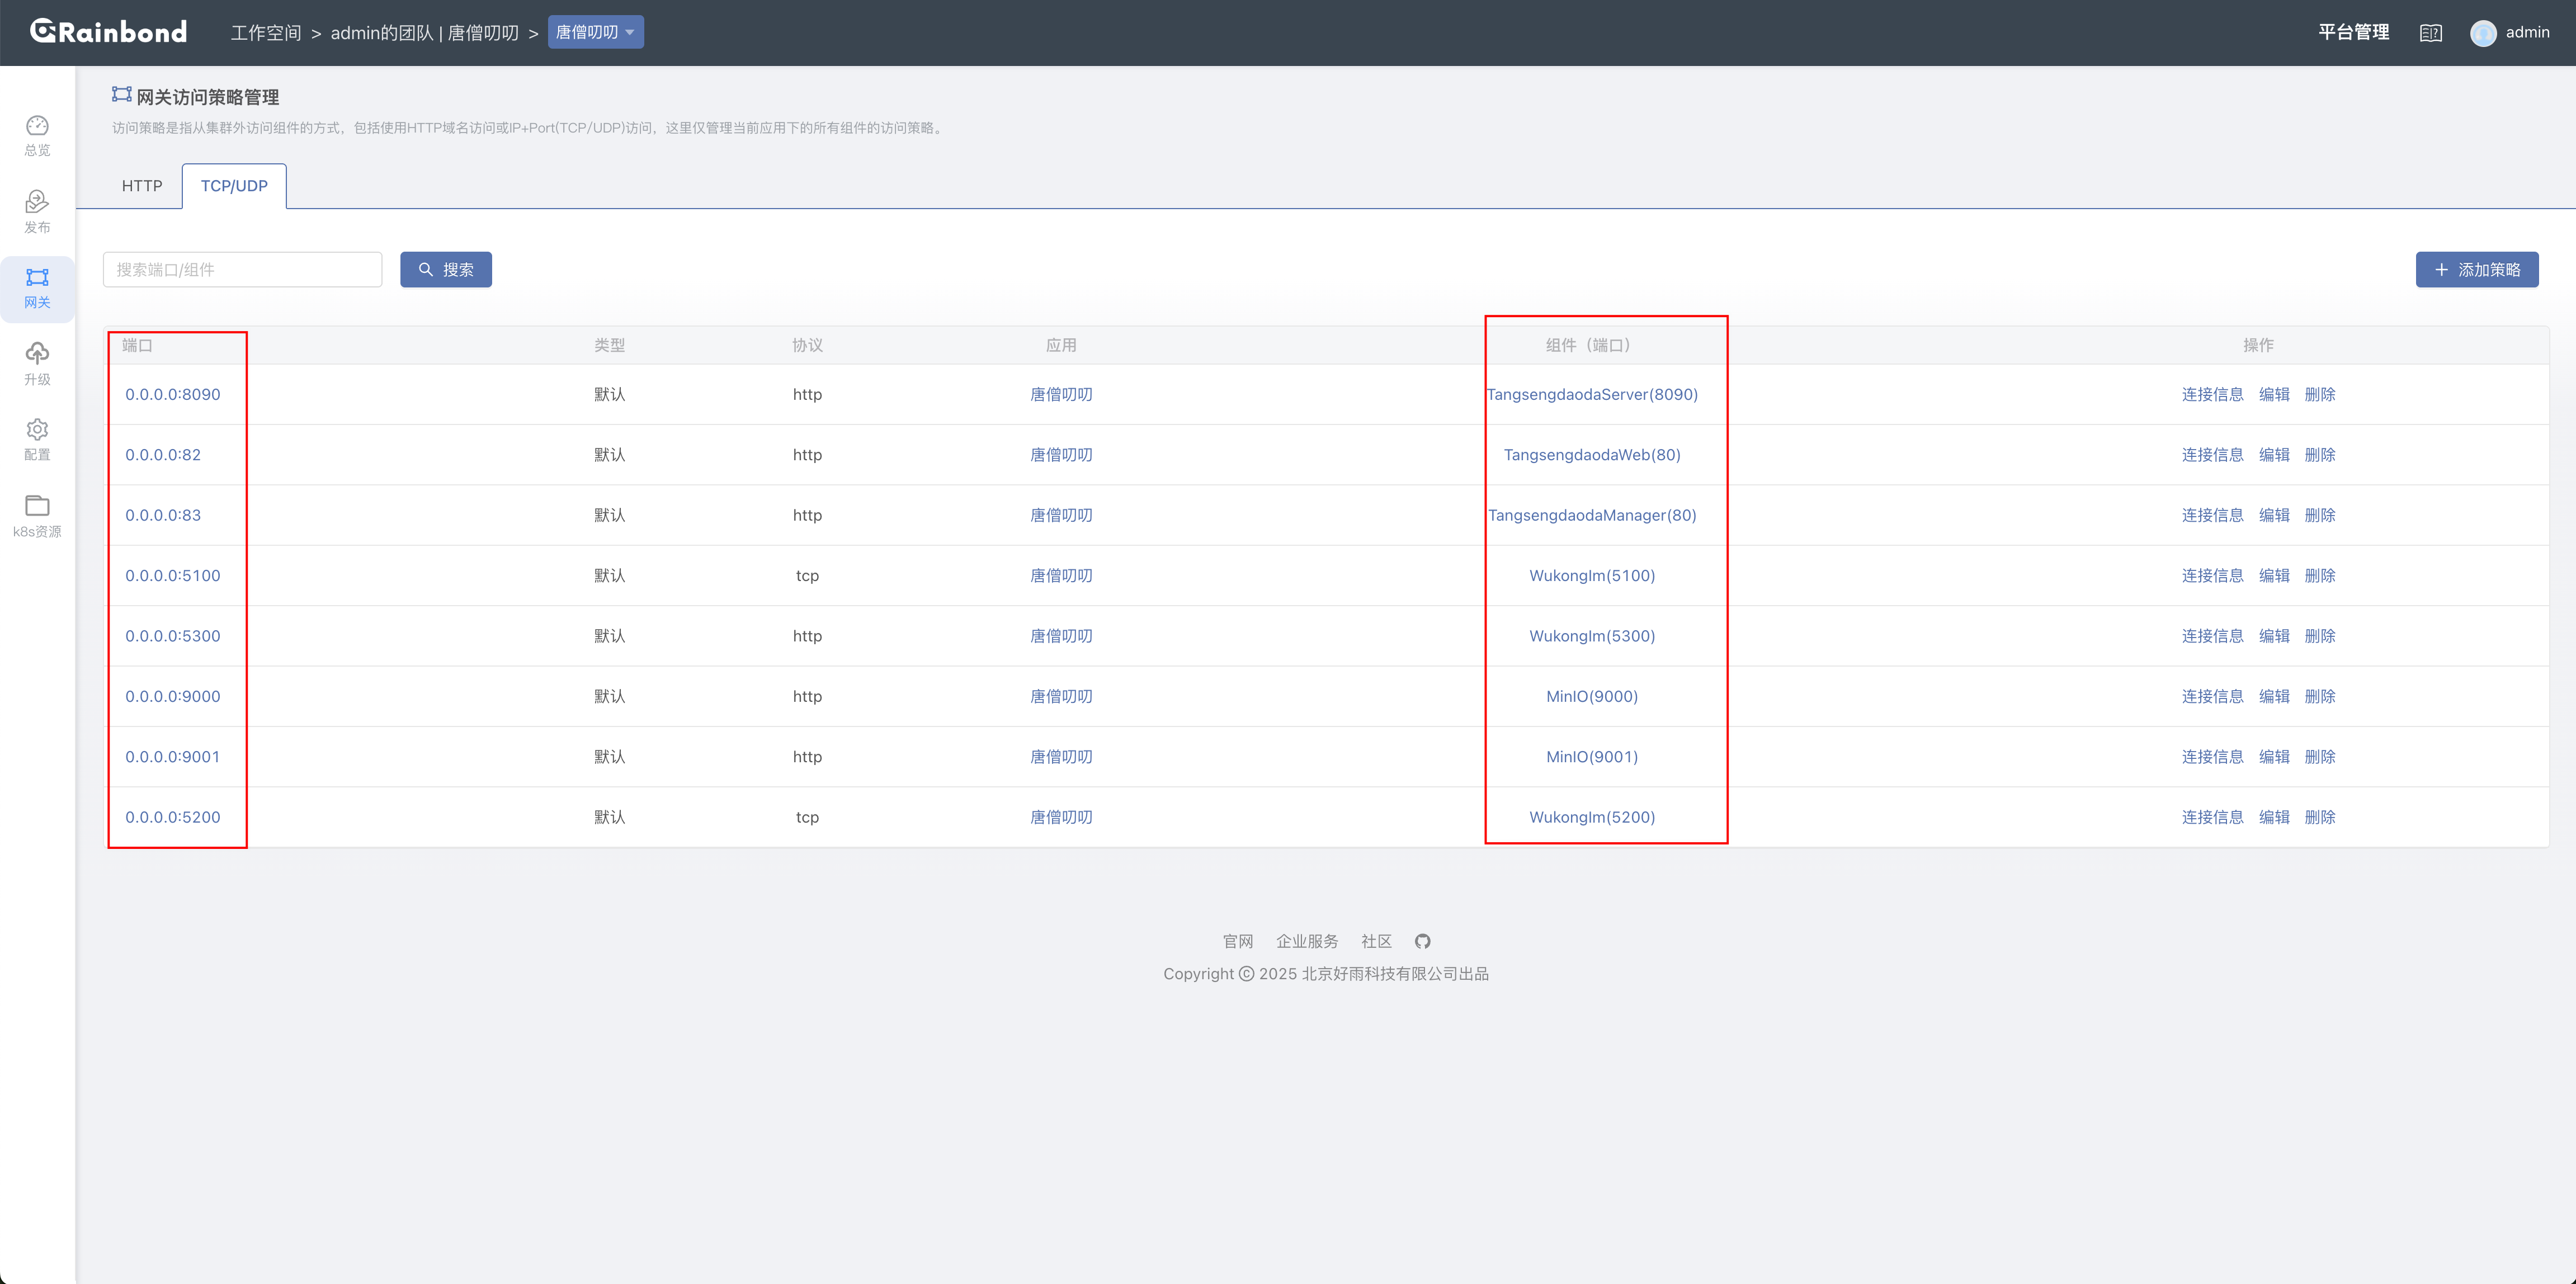 Rainbond 工作空间 > admin的团队 | 唐僧叨叨 > 唐僧叨叨 平台管理 admin
网关访问策略管理
访问策略是指从集群外访问组件的方式，包括使用HTTP域名访问或IP+Port(TCP/UDP)访问，这里仅管理当前应用下的所有组件的访问策略。
总览
发布
网关
升级
配置
k8s资源
HTTP TCP/UDP
搜索端口/组件 搜索 添加策略
端口 类型 协议 应用 组件（端口） 操作
0.0.0.0:8090 默认 http 唐僧叨叨 TangsengdaodaServer(8090) 连接信息 编辑 删除
0.0.0.0:82 默认 http 唐僧叨叨 TangsengdaodaWeb(80) 连接信息 编辑 删除
0.0.0.0:83 默认 http 唐僧叨叨 TangsengdaodaManager(80) 连接信息 编辑 删除
0.0.0.0:5100 默认 tcp 唐僧叨叨 WukongIm(5100) 连接信息 编辑 删除
0.0.0.0:5300 默认 http 唐僧叨叨 WukongIm(5300) 连接信息 编辑 删除
0.0.0.0:9000 默认 http 唐僧叨叨 MinIO(9000) 连接信息 编辑 删除
0.0.0.0:9001 默认 http 唐僧叨叨 MinIO(9001) 连接信息 编辑 删除
0.0.0.0:5200 默认 tcp 唐僧叨叨 WukongIm(5200) 连接信息 编辑 删除
官网 企业服务 社区
Copyright © 2025 北京好雨科技有限公司出品